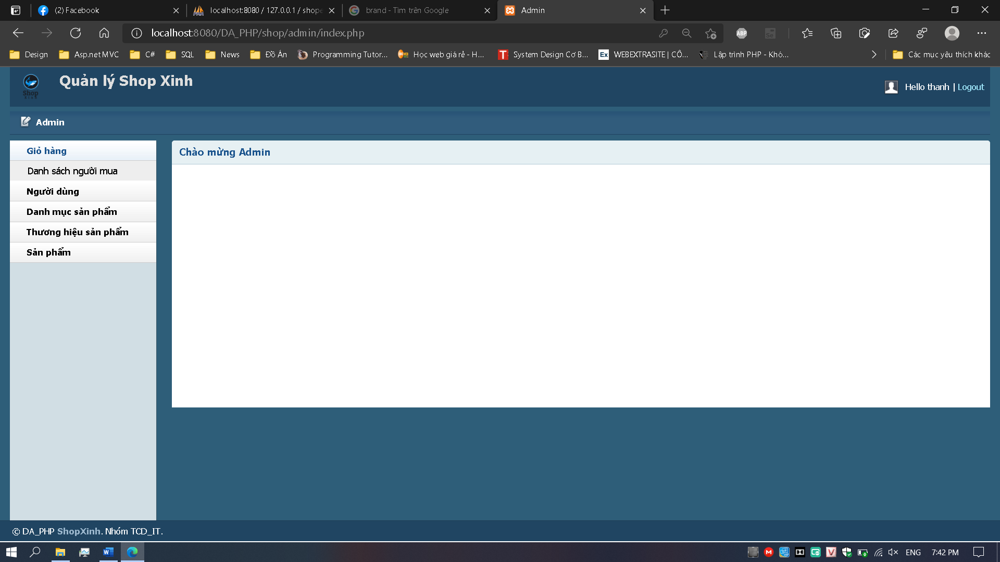 (2) Facebook
localhost:8080 / 127.0.0.1 / shope
brand - Tìm trên Google
Admin
localhost:8080/DA_PHP/shop/admin/index.php
ABP
Se
Design
Asp.net MVC
C#
SQL
News
Đồ Án
Programming Tutor...
Học web giá rẻ - H...
System Design Cơ B...
Ex
WEBEXTRASITE | CÔ...
Lập trình PHP - Khó...
Các mục yêu thích khác
Shop
Quản lý Shop Xinh
Hello thanh | Logout
Admin
Giỏ hàng
Danh sách người mua
Người dùng
Danh mục sản phẩm
Thương hiệu sản phẩm
Sản phẩm
Chào mừng Admin
© DA_PHP ShopXinh. Nhóm TCD_IT.
ENG
7:42 PM